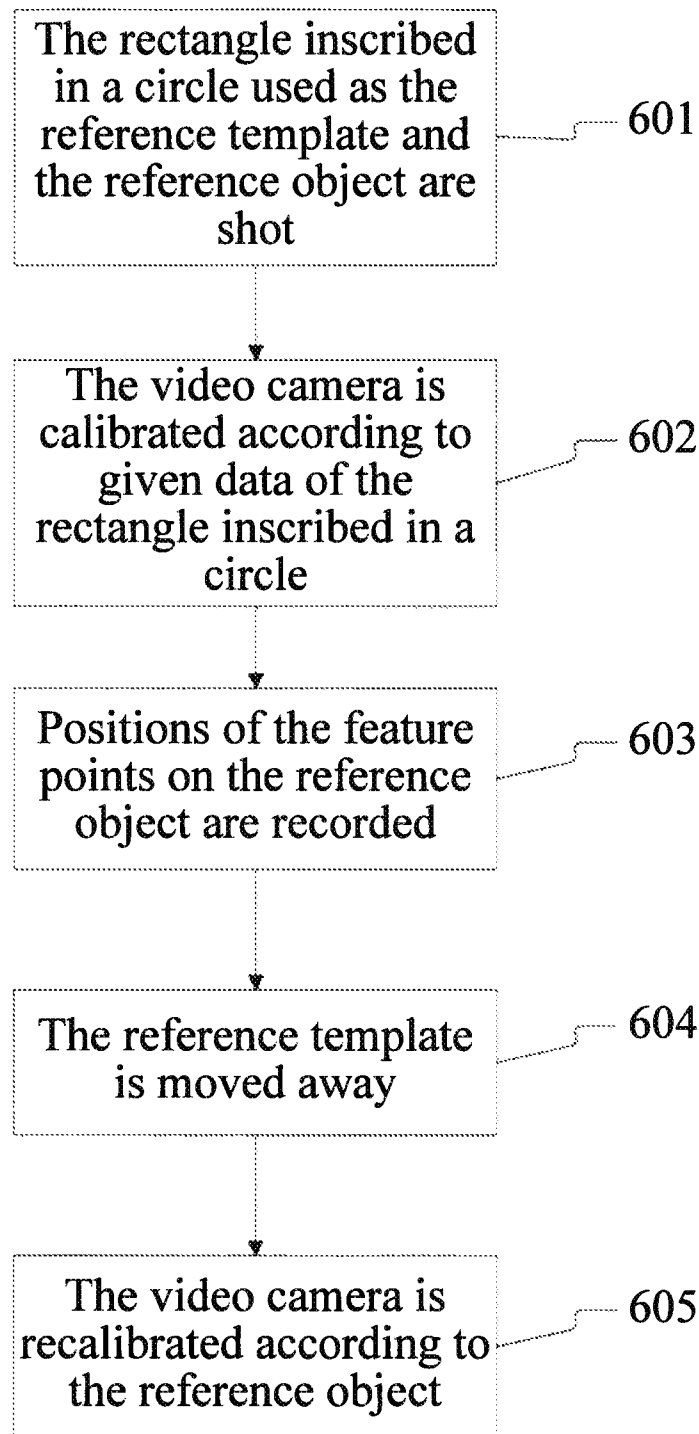 The rectangle inscribed
in a circle used as the
reference template and
the reference object are
shot
601
The video camera is
calibrated according to
given data of the
rectangle inscribed in a
circle
602
Positions of the feature
points on the reference
object are recorded
603
The reference template
is moved away
604
The video camera is
recalibrated according to
the reference object
605